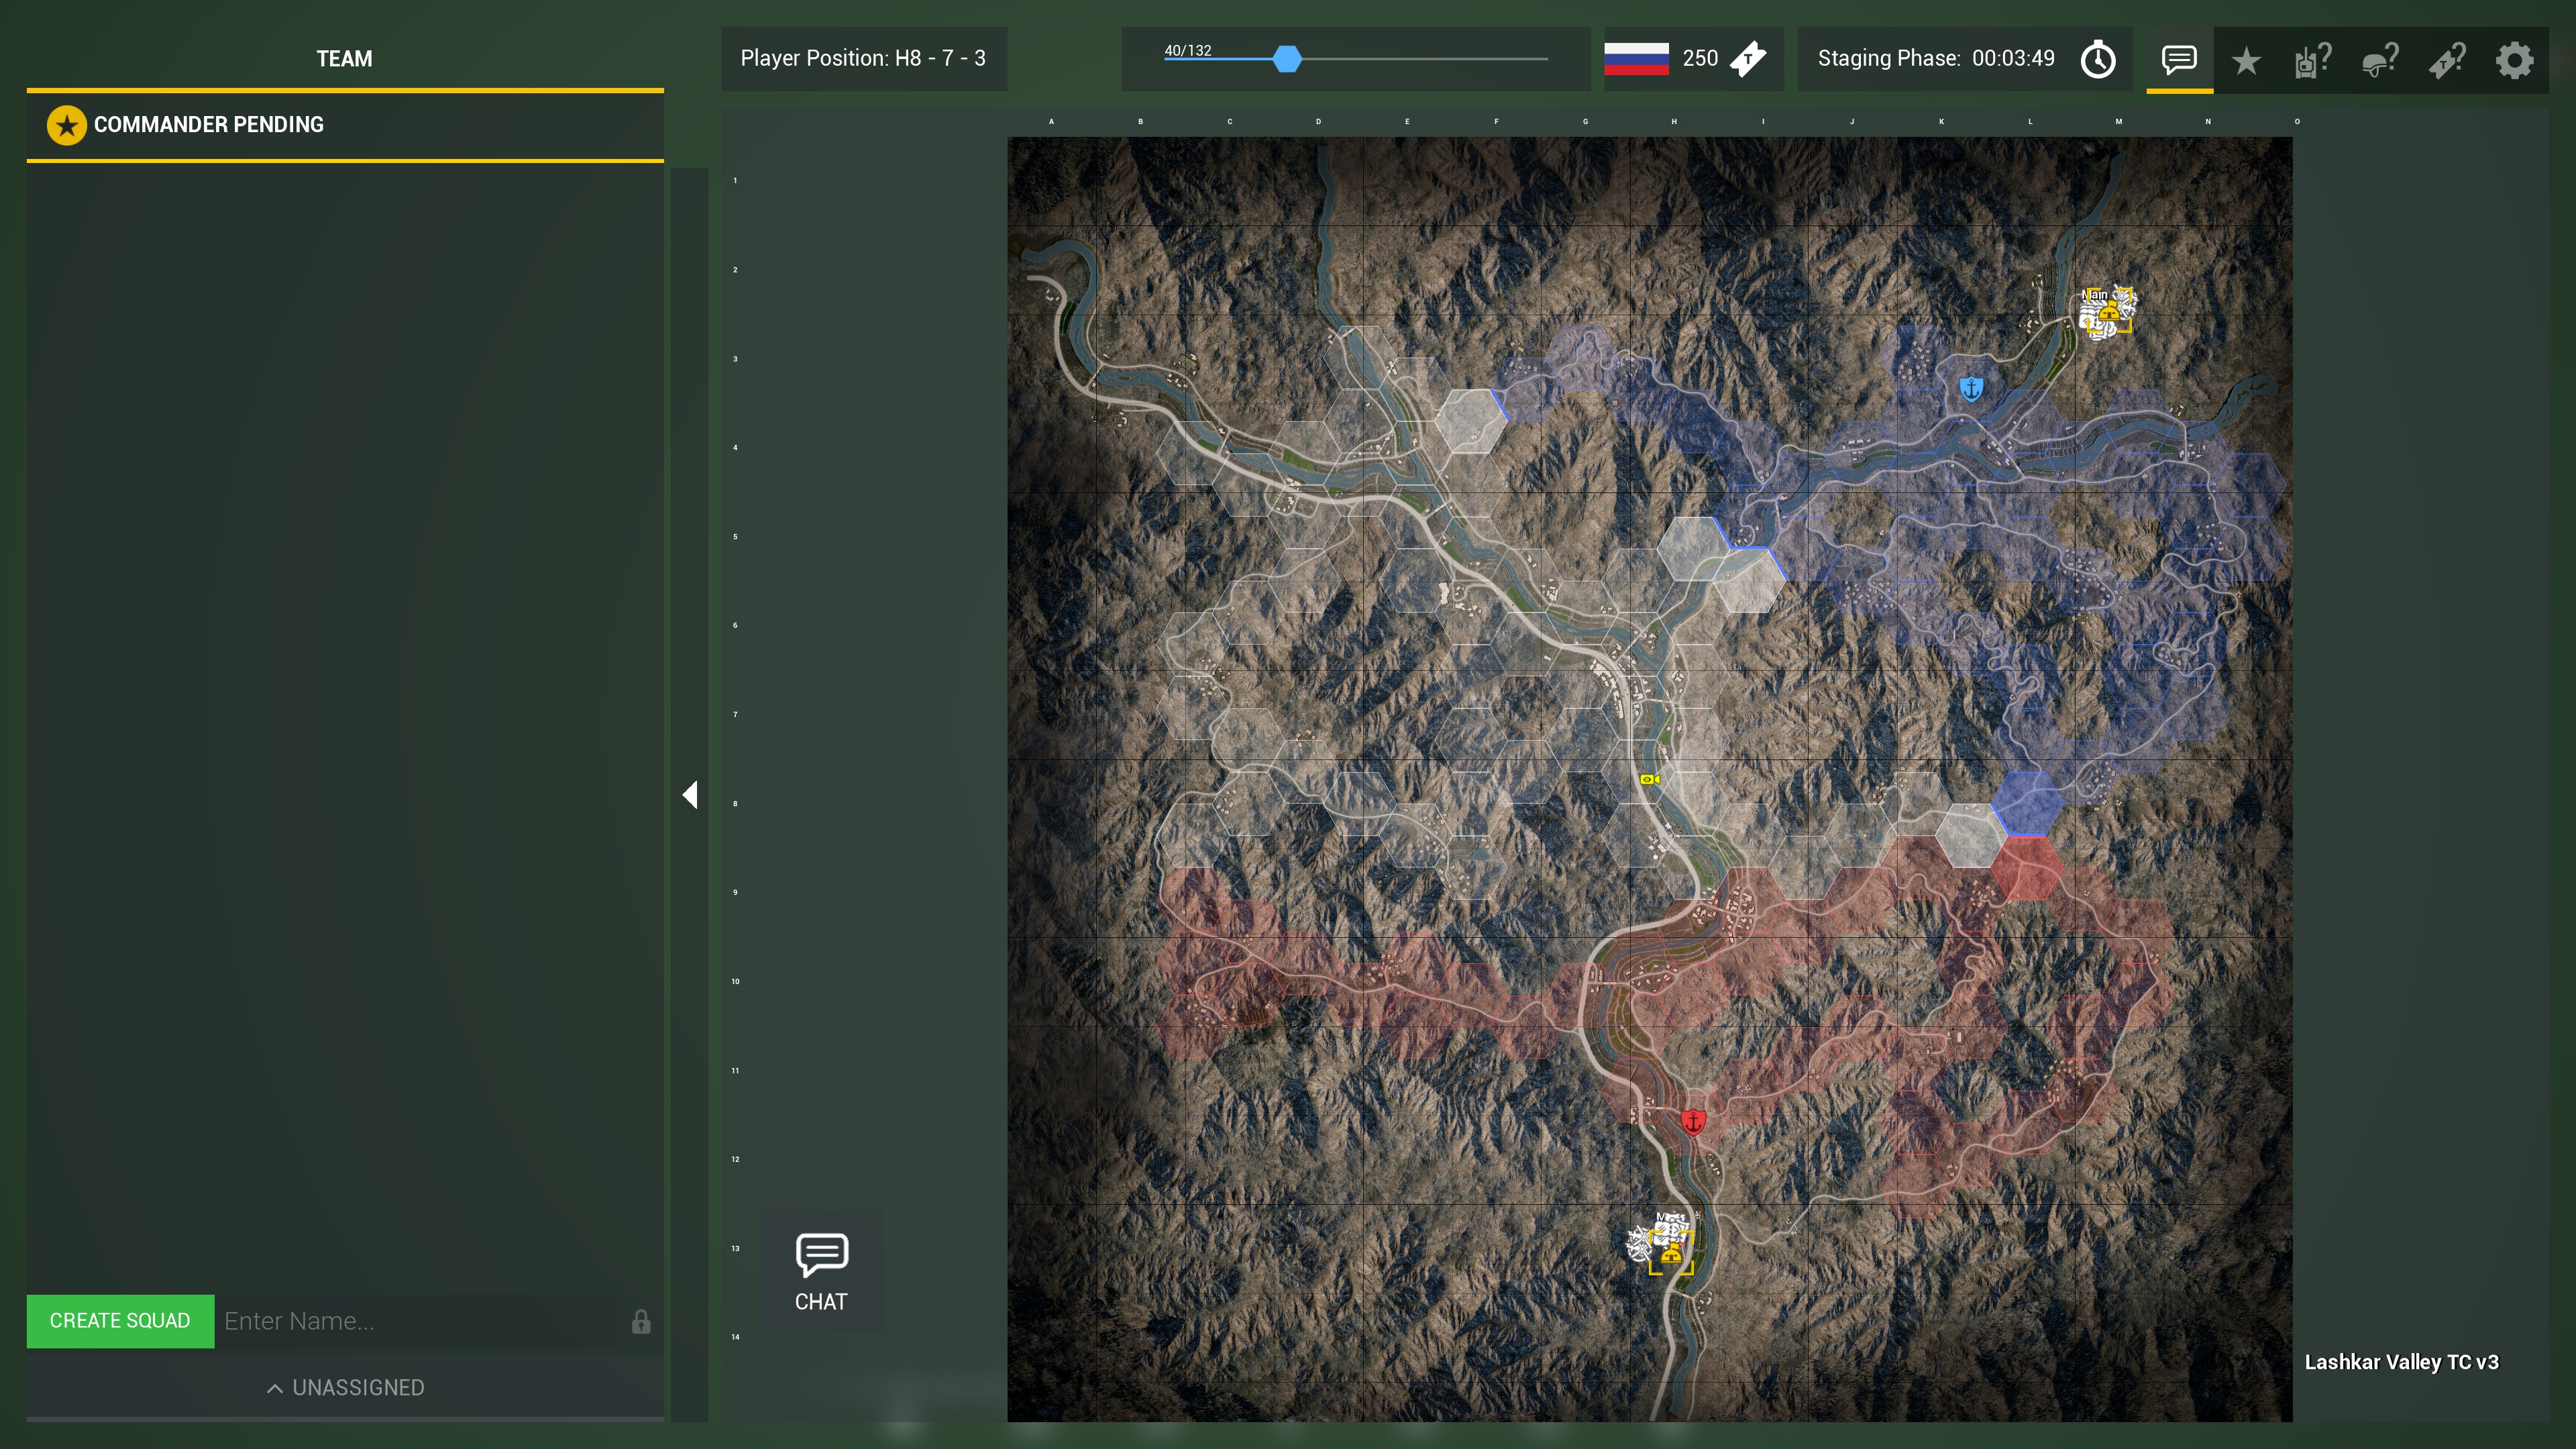 TEAM
Player Position: H8 - 7 - 3
40/132
250
Staging Phase: 00:03:49
COMMANDER PENDING
A B C D E F G H I J K L M N O
1
2
Main
3
4
5
6
7
8
9
10
11
12
13
14
CHAT
CREATE SQUAD Enter Name...
UNASSIGNED
Lashkar Valley TC v3